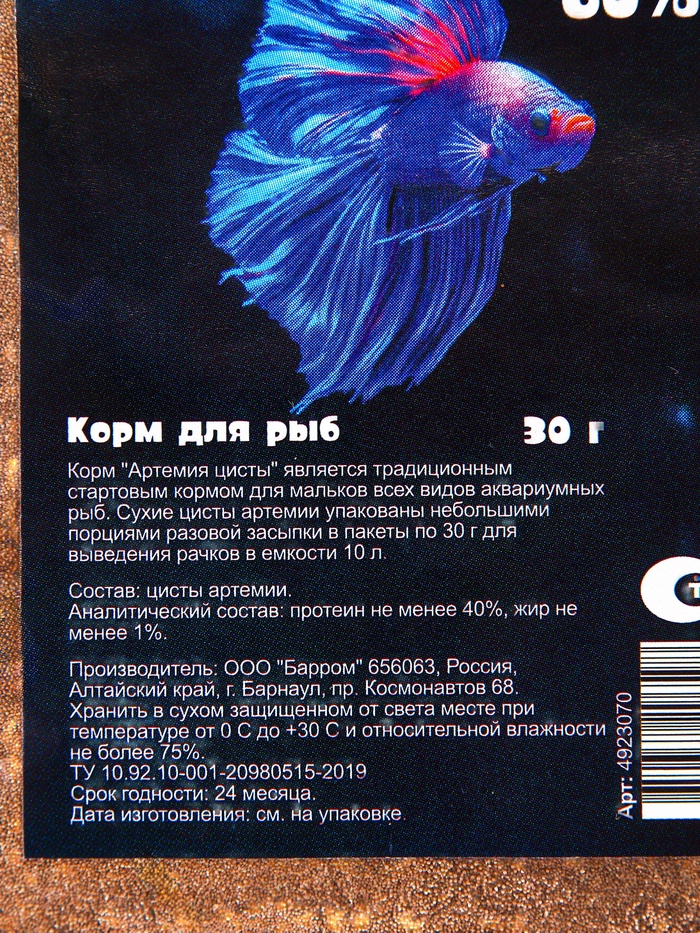 Корм для рыб 30 г
Корм "Артемия цисты" является традиционным
стартовым кормом для мальков всех видов аквариумных
рыб. Сухие цисты артемии упакованы небольшими
порциями разовой засыпки в пакеты по 30 г для
выведения рачков в емкости 10 л.
Состав: цисты артемии.
Аналитический состав: протеин не менее 40%, жир не
менее 1%.
Производитель: ООО "Барром" 656063, Россия,
Алтайский край, г. Барнаул, пр. Космонавтов 68.
Хранить в сухом защищенном от света месте при
температуре от 0 С до +30 С и относительной влажности
не более 75%.
ТУ 10.92.10-001-20980515-2019
Срок годности: 24 месяца.
Дата изготовления: см. на упаковке
Арт: 4923070